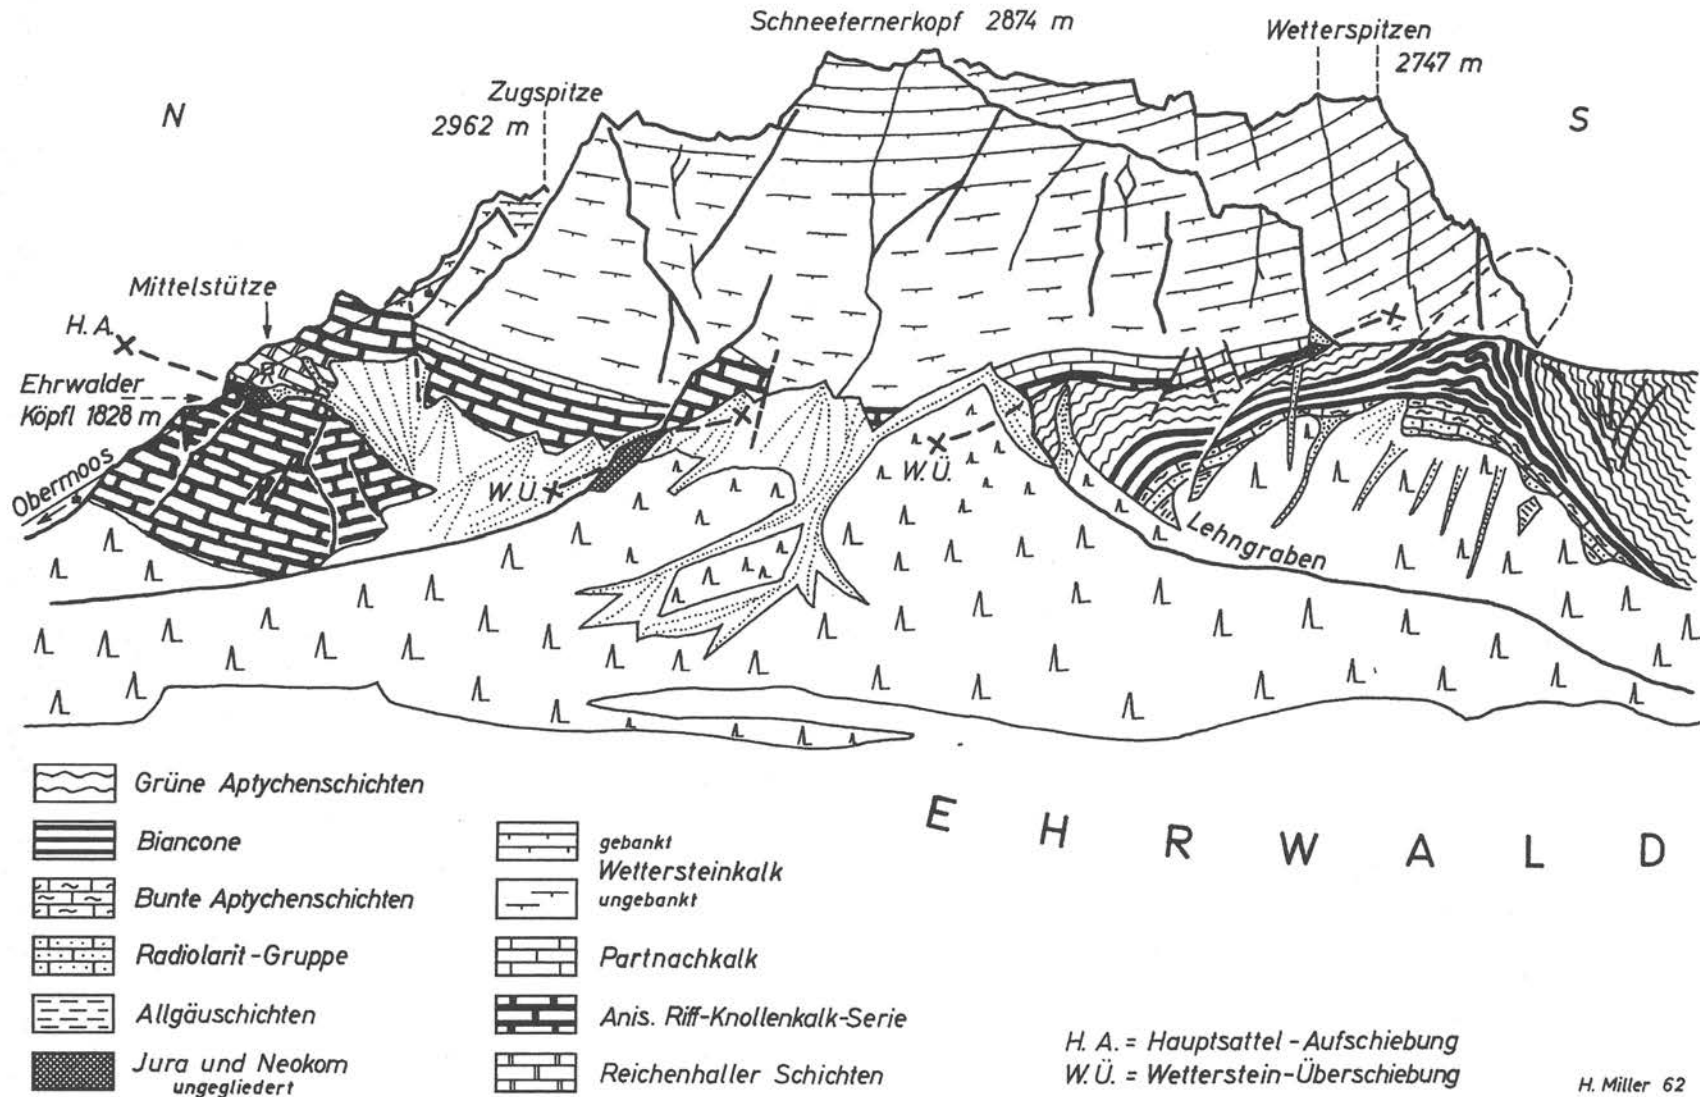 Schneefernerkopf 2874 m
Wetterspitzen
2747 m
Zugspitze
2962 m
N
S
Mittelstütze
H. A.
Ehrwalder
Köpfl 1828 m
Obermoos
W. Ü.
W. Ü.
Lehngraben
EHRWALD
Grüne Aptychenschichten
Biancone
Bunte Aptychenschichten
Radiolarit-Gruppe
Allgäuschichten
Jura und Neokom
ungegliedert
gebankt
Wettersteinkalk
ungebankt
Partnachkalk
Anis. Riff-Knollenkalk-Serie
Reichenhaller Schichten
H. A. = Hauptsattel-Aufschiebung
W. Ü. = Wetterstein-Überschiebung
H. Miller 62